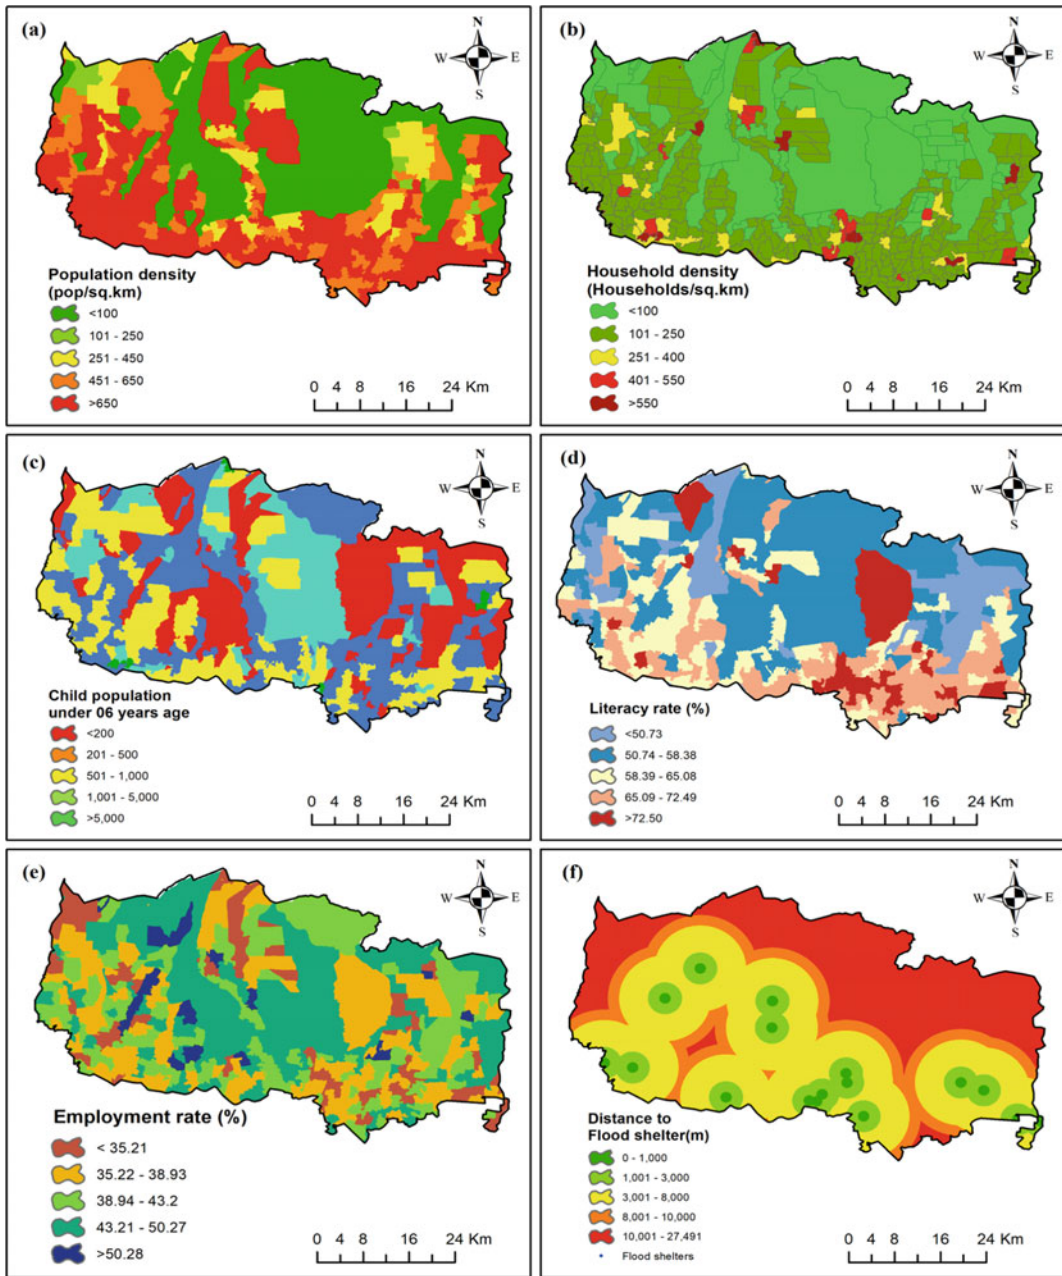 (a)
N
W E
S
Population density
(pop/sq.km)
<100
101 - 250
251 - 450
451 - 650
>650
0 4 8 16 24 Km
(b)
N
W E
S
Household density
(Households/sq.km)
<100
101 - 250
251 - 400
401 - 550
>550
0 4 8 16 24 Km
(c)
N
W E
S
Child population
under 06 years age
<200
201 - 500
501 - 1,000
1,001 - 5,000
>5,000
0 4 8 16 24 Km
(d)
N
W E
S
Literacy rate (%)
<50.73
50.74 - 58.38
58.39 - 65.08
65.09 - 72.49
>72.50
0 4 8 16 24 Km
(e)
N
W E
S
Employment rate (%)
< 35.21
35.22 - 38.93
38.94 - 43.2
43.21 - 50.27
>50.28
0 4 8 16 24 Km
(f)
N
W E
S
Distance to
Flood shelter(m)
0 - 1,000
1,001 - 3,000
3,001 - 8,000
8,001 - 10,000
10,001 - 27,491
Flood shelters
0 4 8 16 24 Km